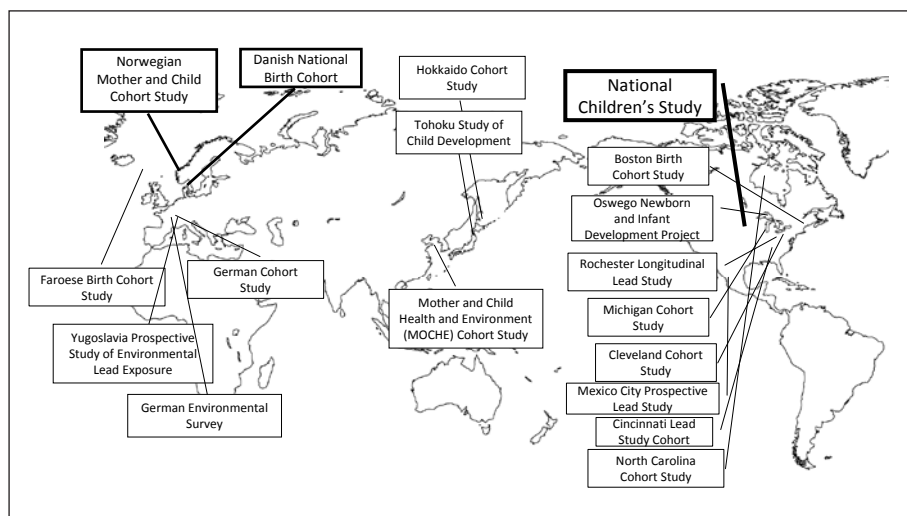 Norwegian
Mother and Child
Cohort Study
Danish National
Birth Cohort
Hokkaido Cohort
Study
Tohoku Study of
Child Development
National
Children's Study
Boston Birth
Cohort Study
Oswego Newborn
and Infant
Development Project
Rochester Longitudinal
Lead Study
Michigan Cohort
Study
Cleveland Cohort
Study
Mexico City Prospective
Lead Study
Cincinnati Lead
Study Cohort
North Carolina
Cohort Study
Faroese Birth Cohort
Study
German Cohort
Study
Mother and Child
Health and Environment
(MOCHE) Cohort Study
Yugoslavia Prospective
Study of Environmental
Lead Exposure
German Environmental
Survey